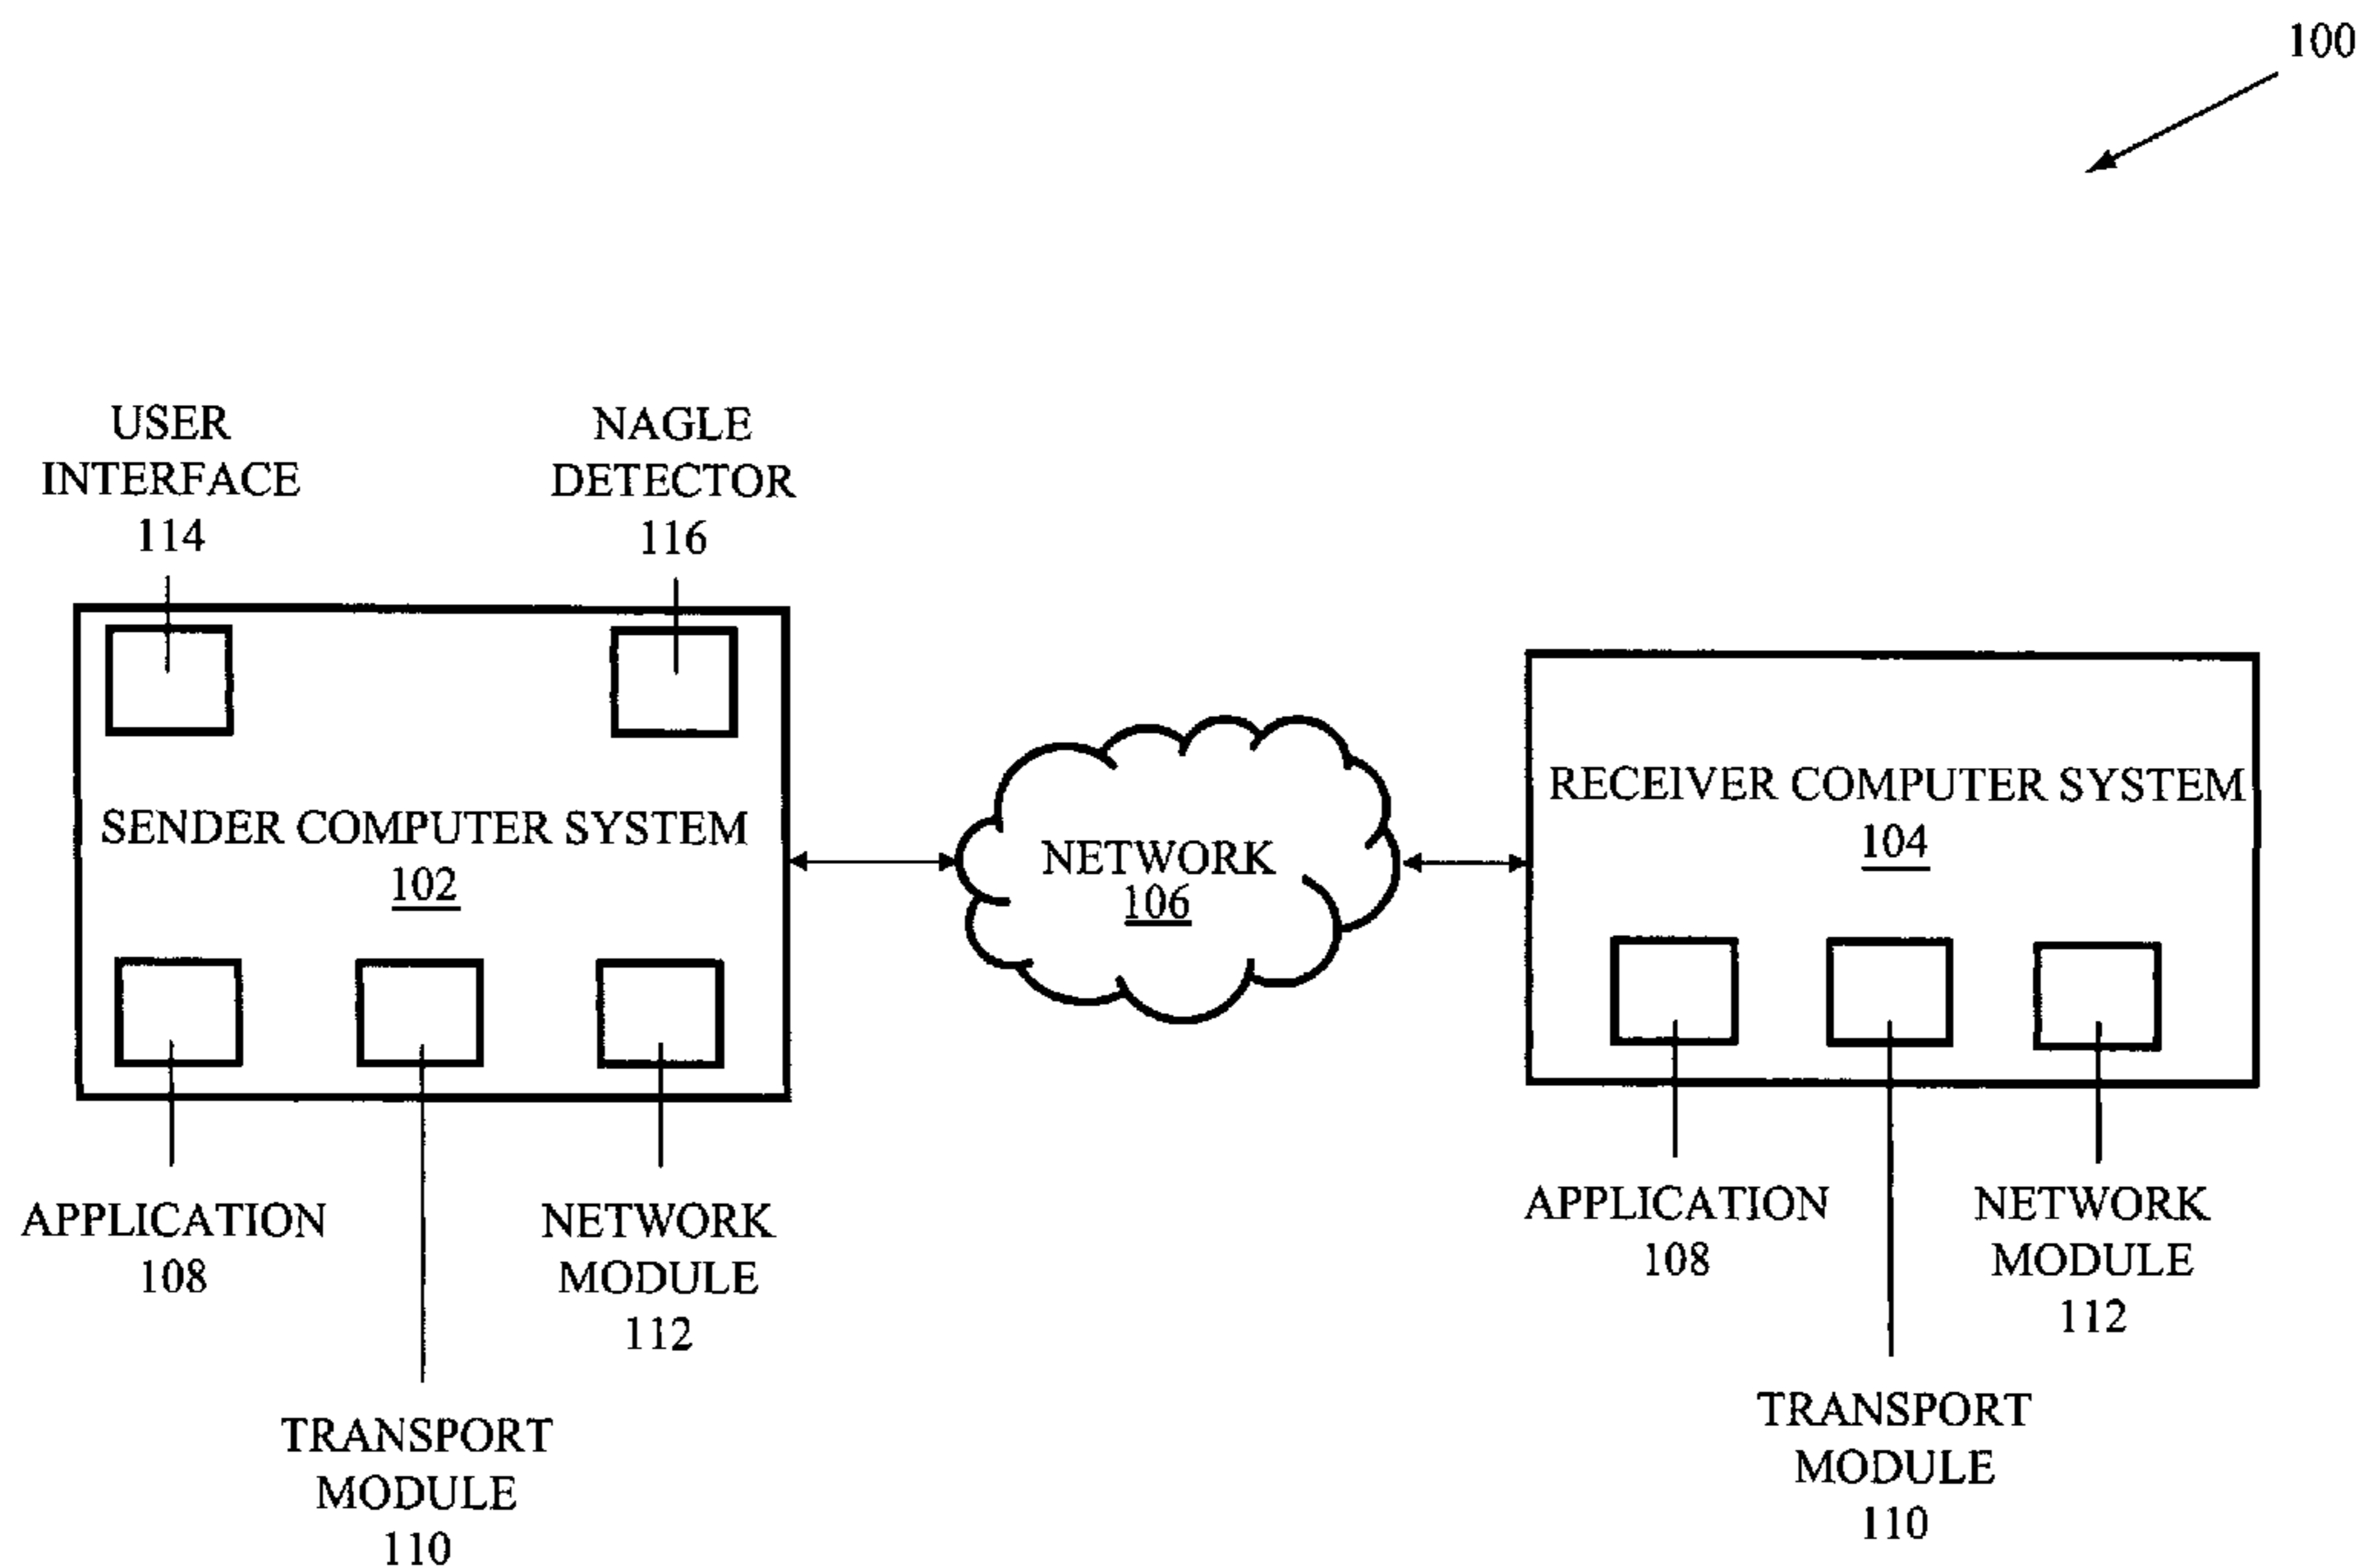 100
USER
INTERFACE
114
NAGLE
DETECTOR
116
SENDER COMPUTER SYSTEM
102
NETWORK
106
RECEIVER COMPUTER SYSTEM
104
APPLICATION
108
TRANSPORT
MODULE
110
NETWORK
MODULE
112
APPLICATION
108
TRANSPORT
MODULE
110
NETWORK
MODULE
112